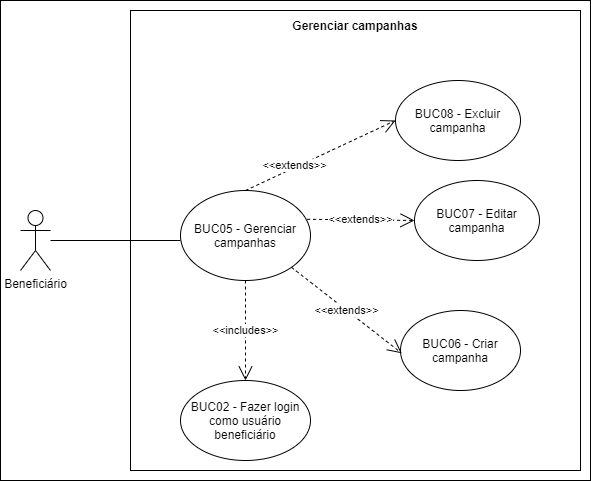 Gerenciar campanhas
BUC08 - Excluir
campanha
<<extends>>
BUC07 - Editar
campanha
<<extends>>
BUC05 - Gerenciar
campanhas
Beneficiário
<<extends>>
BUC06 - Criar
campanha
<<includes>>
BUC02 - Fazer login
como usuário
beneficiário